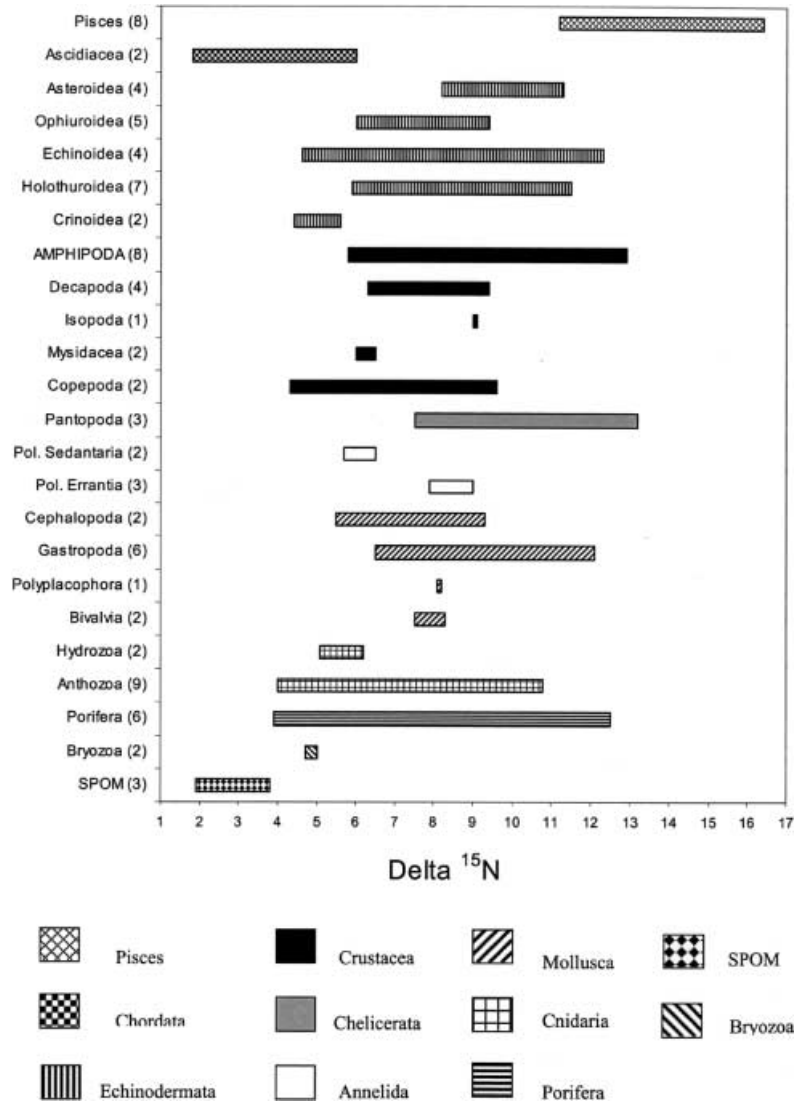 Pisces (8)
Ascidiacea (2)
Asteroidea (4)
Ophiuroidea (5)
Echinoidea (4)
Holothuroidea (7)
Crinoidea (2)
AMPHIPODA (8)
Decapoda (4)
Isopoda (1)
Mysidacea (2)
Copepoda (2)
Pantopoda (3)
Pol. Sedantaria (2)
Pol. Errantia (3)
Cephalopoda (2)
Gastropoda (6)
Polyplacophora (1)
Bivalvia (2)
Hydrozoa (2)
Anthozoa (9)
Porifera (6)
Bryozoa (2)
SPOM (3)
1 2 3 4 5 6 7 8 9 10 11 12 13 14 15 16 17
Delta ¹⁵N
Pisces Crustacea Mollusca SPOM
Chordata Chelicerata Cnidaria Bryozoa
Echinodermata Annelida Porifera